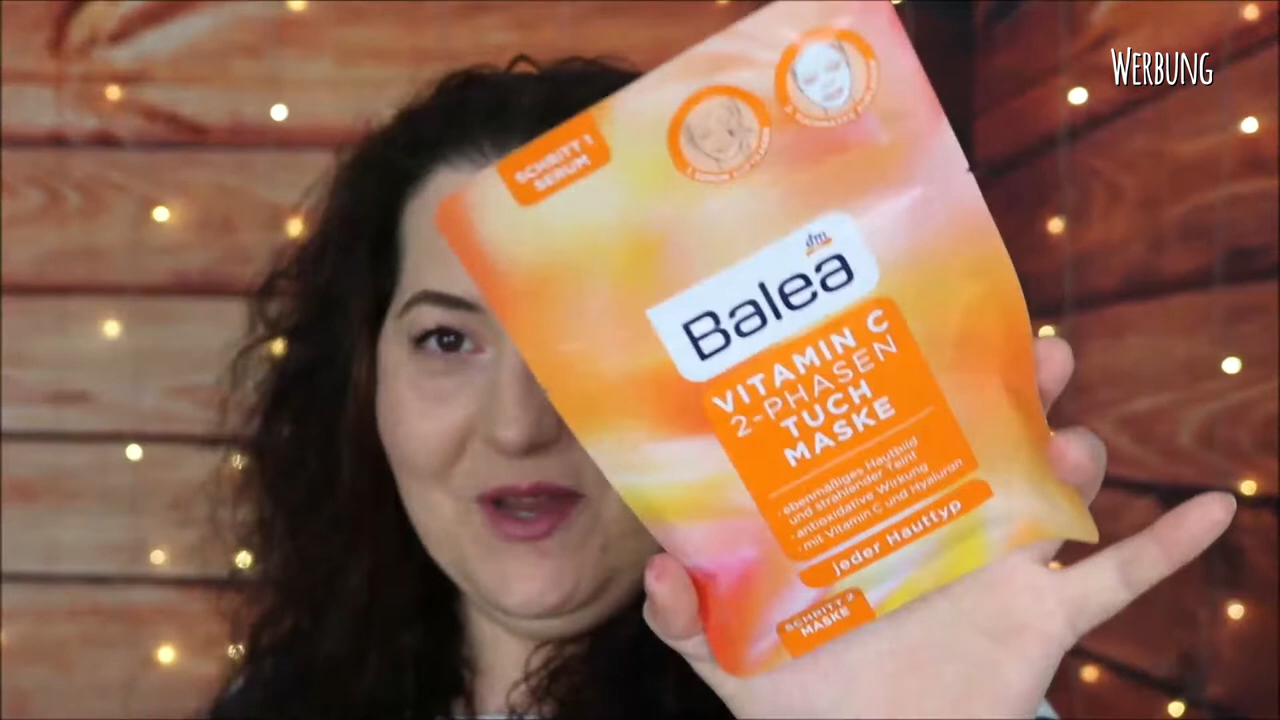 WERBUNG
SCHRITT 1
SERUM
dm
Balea
VITAMIN C
2-PHASEN
TUCH
MASKE
• ebenmäßiges Hautbild
und strahlender Teint
• antioxidative Wirkung
• mit Vitamin C und Hyaluron
jeder Hauttyp
SCHRITT 2
MASKE